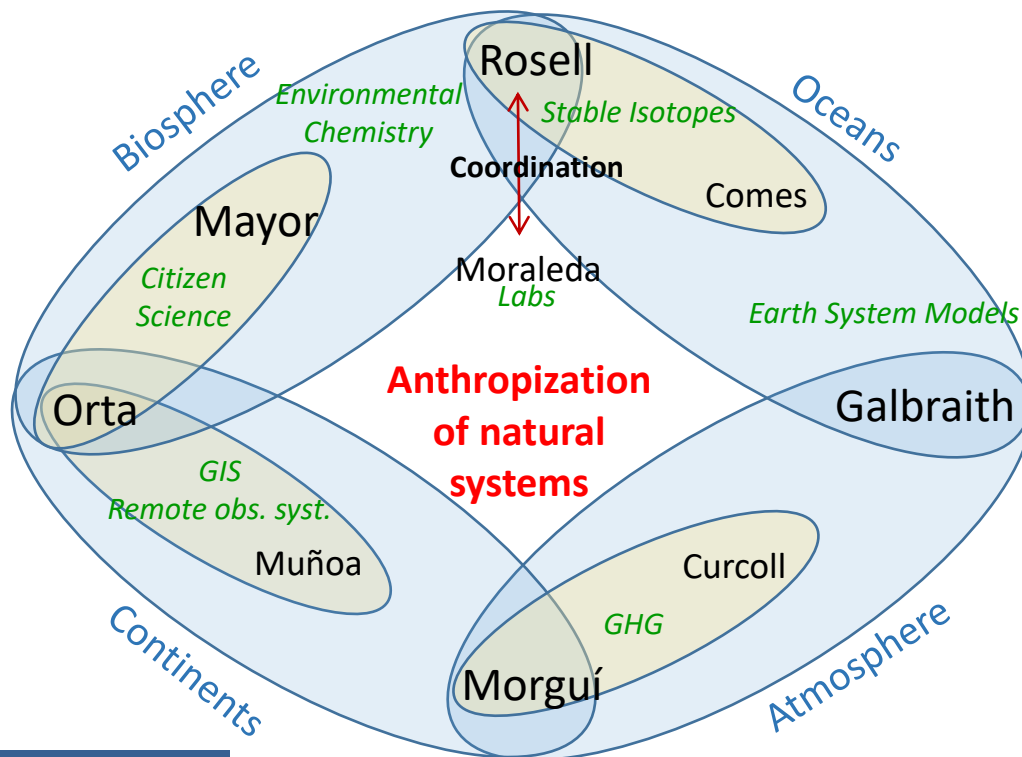 Rosell
Biosphere
Oceans
Environmental
Chemistry
Stable Isotopes
Coordination
Comes
Mayor
Moraleda
Labs
Citizen
Science
Earth System Models
Anthropization
of natural
systems
Orta
Galbraith
GIS
Remote obs. syst.
Muñoa
Curcoll
GHG
Morguí
Continents
Atmosphere